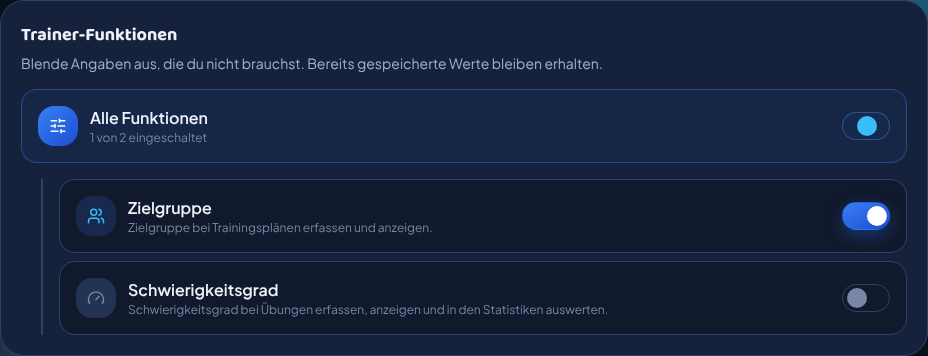 Trainer-Funktionen
Blende Angaben aus, die du nicht brauchst. Bereits gespeicherte Werte bleiben erhalten.
Alle Funktionen
1 von 2 eingeschaltet
Zielgruppe
Zielgruppe bei Trainingsplänen erfassen und anzeigen.
Schwierigkeitsgrad
Schwierigkeitsgrad bei Übungen erfassen, anzeigen und in den Statistiken auswerten.